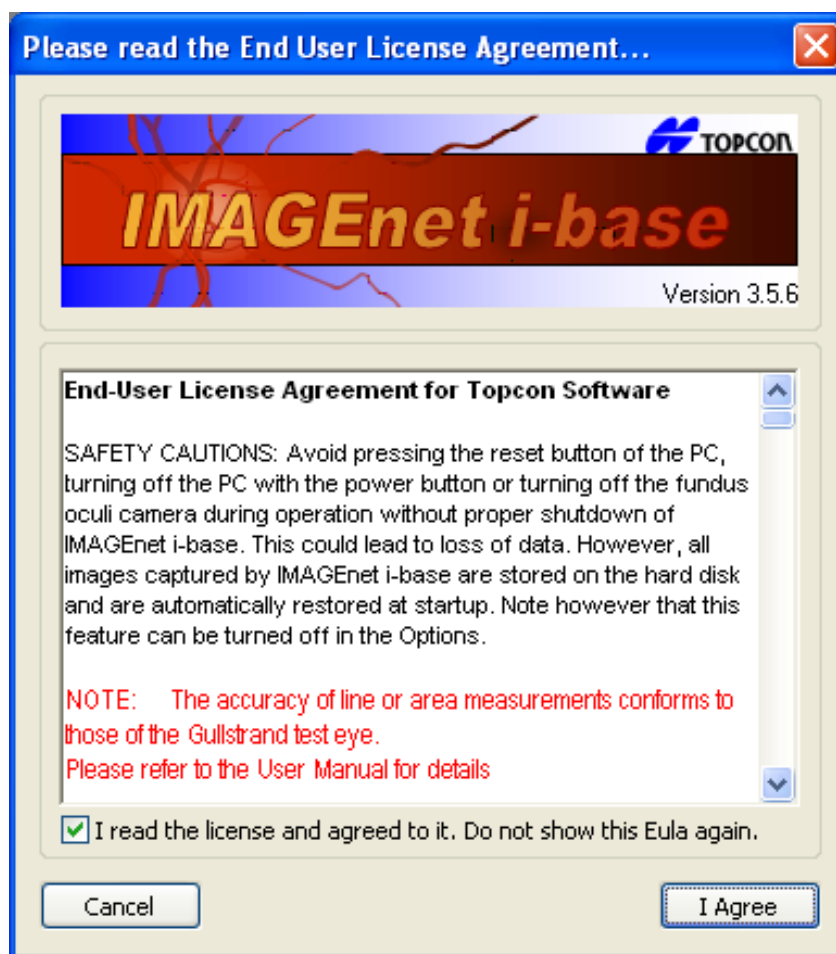 Please read the End User License Agreement...
TOPCON
IMAGEnet i-base
Version 3.5.6
End-User License Agreement for Topcon Software
SAFETY CAUTIONS: Avoid pressing the reset button of the PC,
turning off the PC with the power button or turning off the fundus
oculi camera during operation without proper shutdown of
IMAGEnet i-base. This could lead to loss of data. However, all
images captured by IMAGEnet i-base are stored on the hard disk
and are automatically restored at startup. Note however that this
feature can be turned off in the Options.
NOTE: The accuracy of line or area measurements conforms to
those of the Gullstrand test eye.
Please refer to the User Manual for details
I read the license and agreed to it. Do not show this Eula again.
Cancel
I Agree